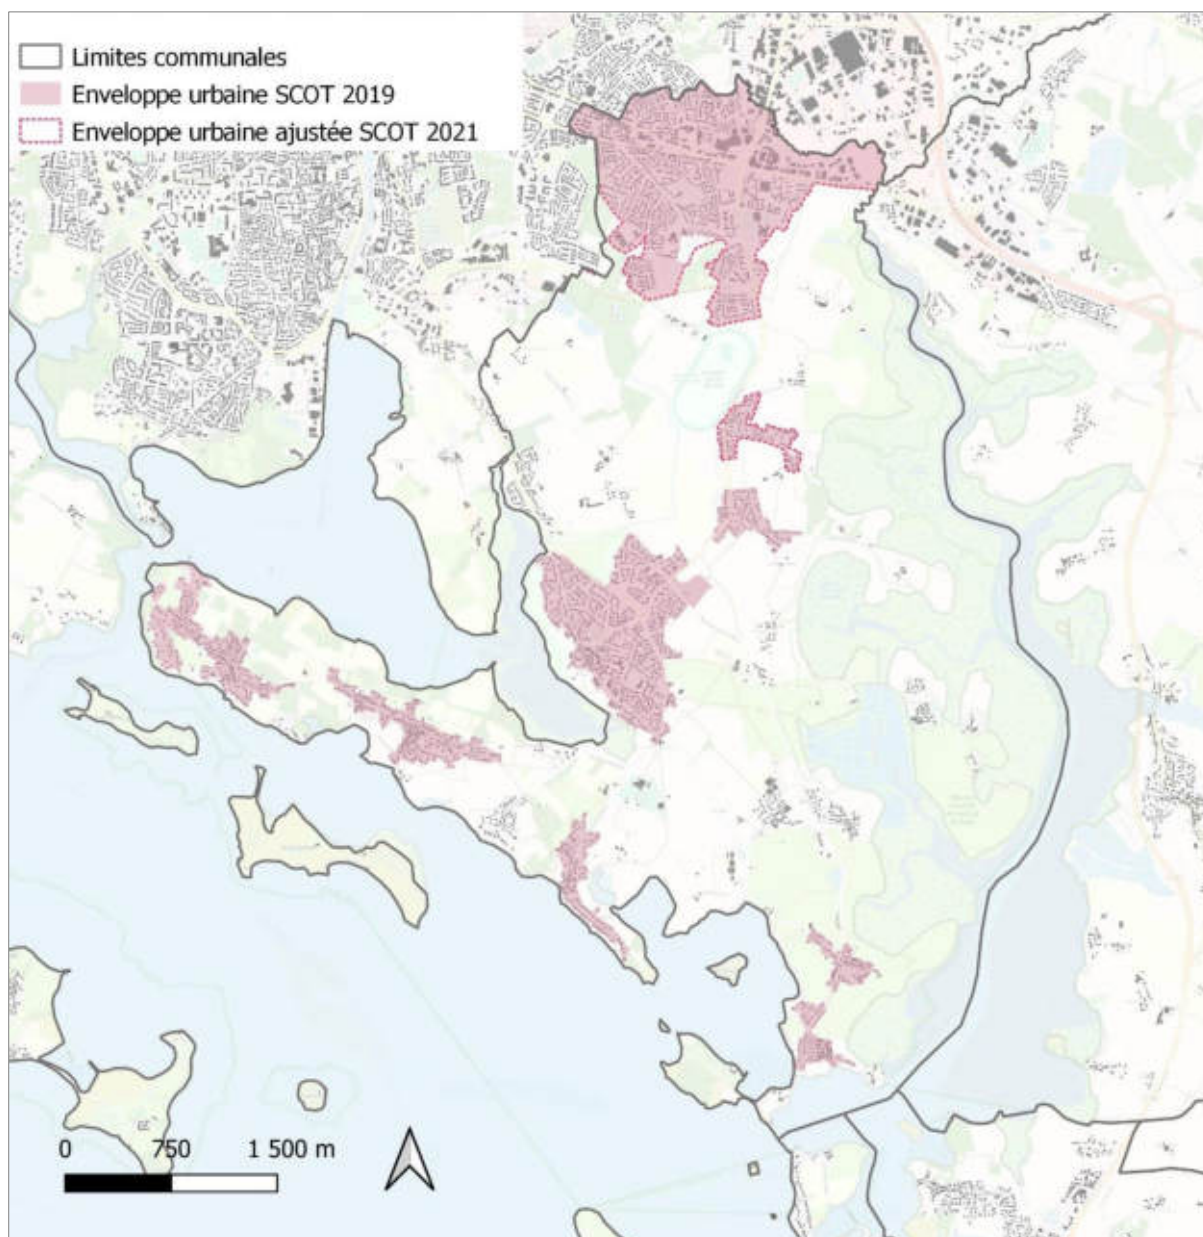 Limites communales
Enveloppe urbaine SCOT 2019
Enveloppe urbaine ajustée SCOT 2021
0 750 1 500 m